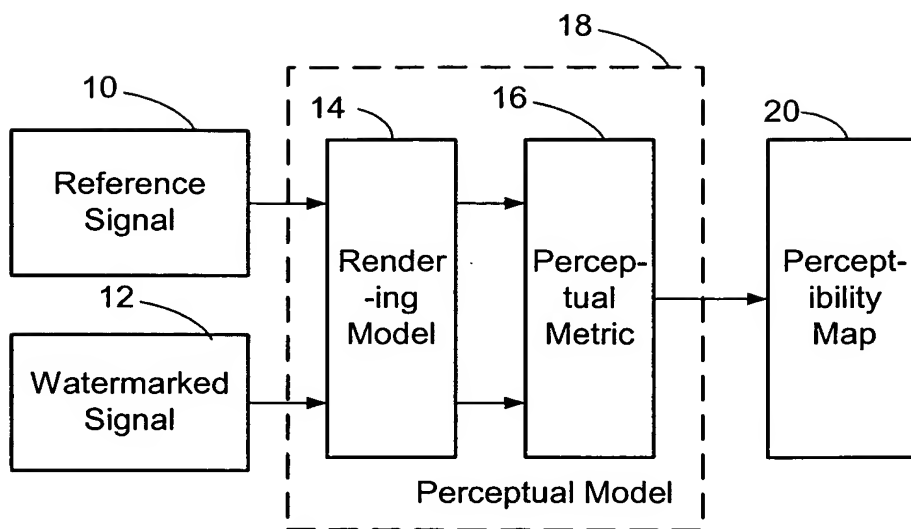 18
10
14
16
20
Reference
Signal
Render
-ing
Model
Percep-
tual
Metric
Percept-
ibility
Map
12
Watermarked
Signal
Perceptual Model